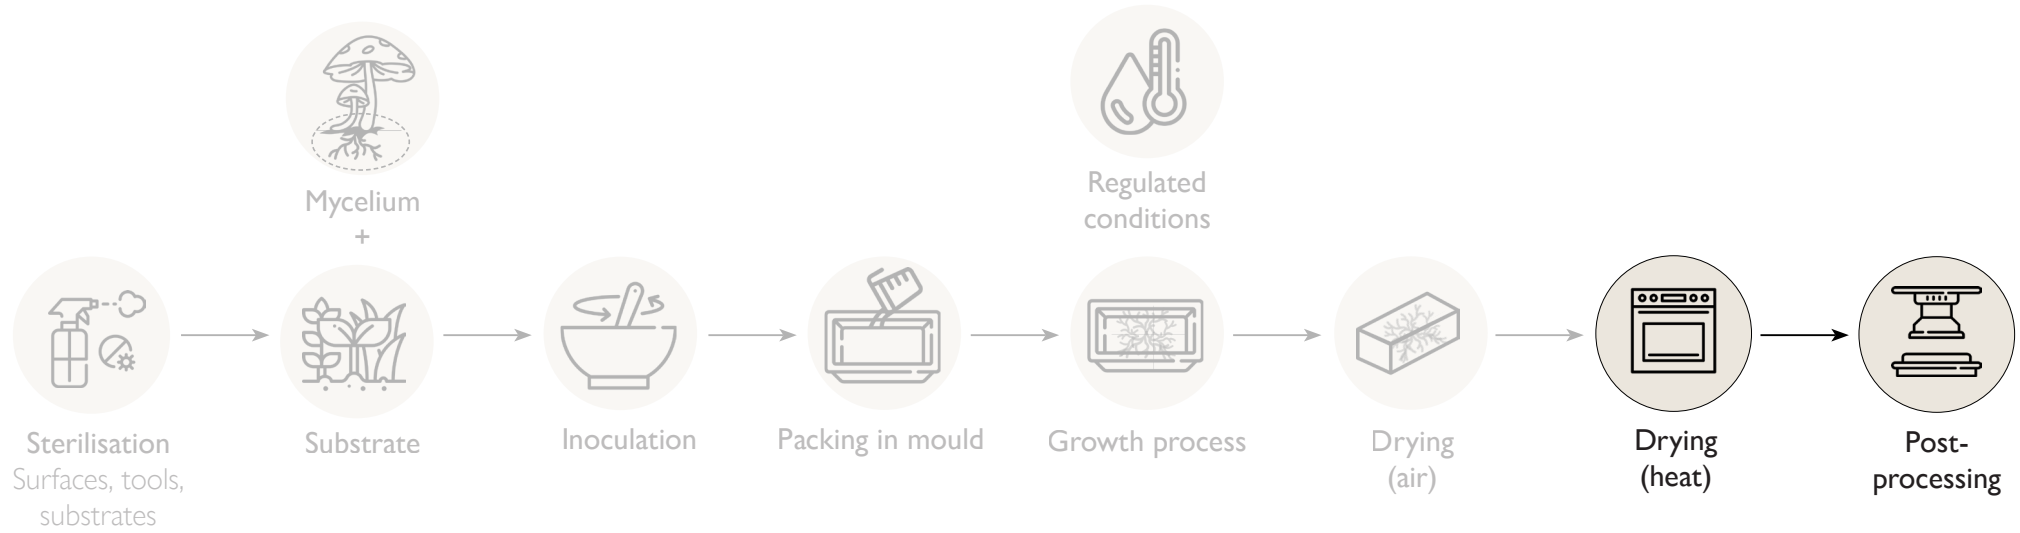 Mycelium
+
Regulated
conditions
Sterilisation
Surfaces, tools,
substrates
Substrate
Inoculation
Packing in mould
Growth process
Drying
(air)
Drying
(heat)
Post-
processing